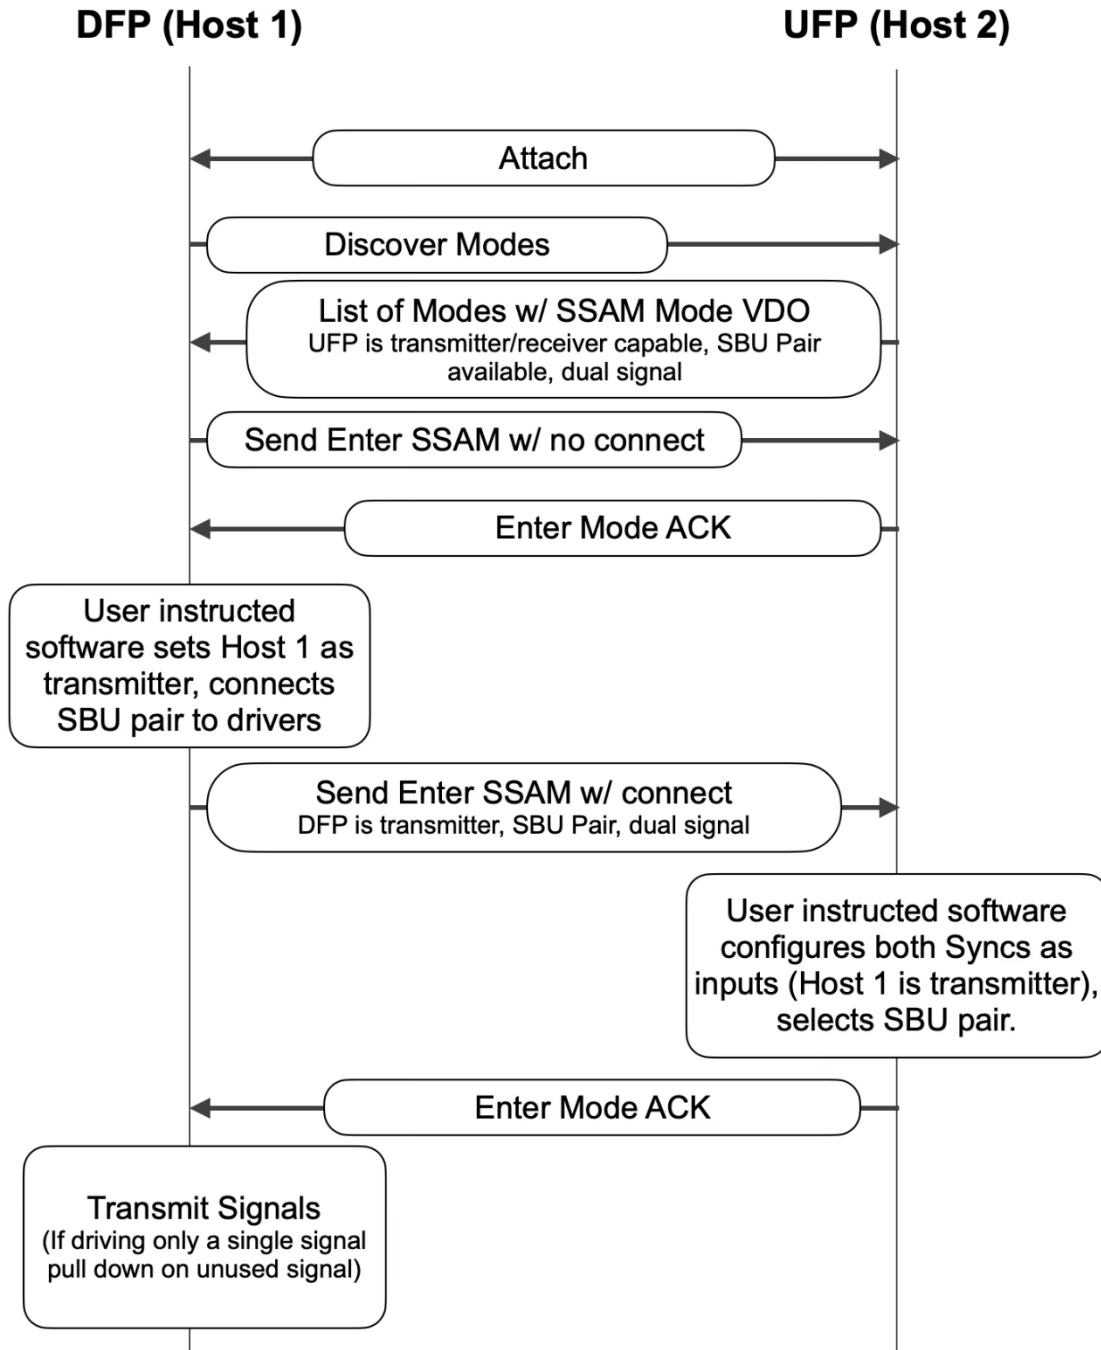 DFP (Host 1)
UFP (Host 2)
Attach
Discover Modes
List of Modes w/ SSAM Mode VDO
UFP is transmitter/receiver capable, SBU Pair
available, dual signal
Send Enter SSAM w/ no connect
Enter Mode ACK
User instructed
software sets Host 1 as
transmitter, connects
SBU pair to drivers
Send Enter SSAM w/ connect
DFP is transmitter, SBU Pair, dual signal
User instructed software
configures both Syncs as
inputs (Host 1 is transmitter),
selects SBU pair.
Enter Mode ACK
Transmit Signals
(If driving only a single signal
pull down on unused signal)